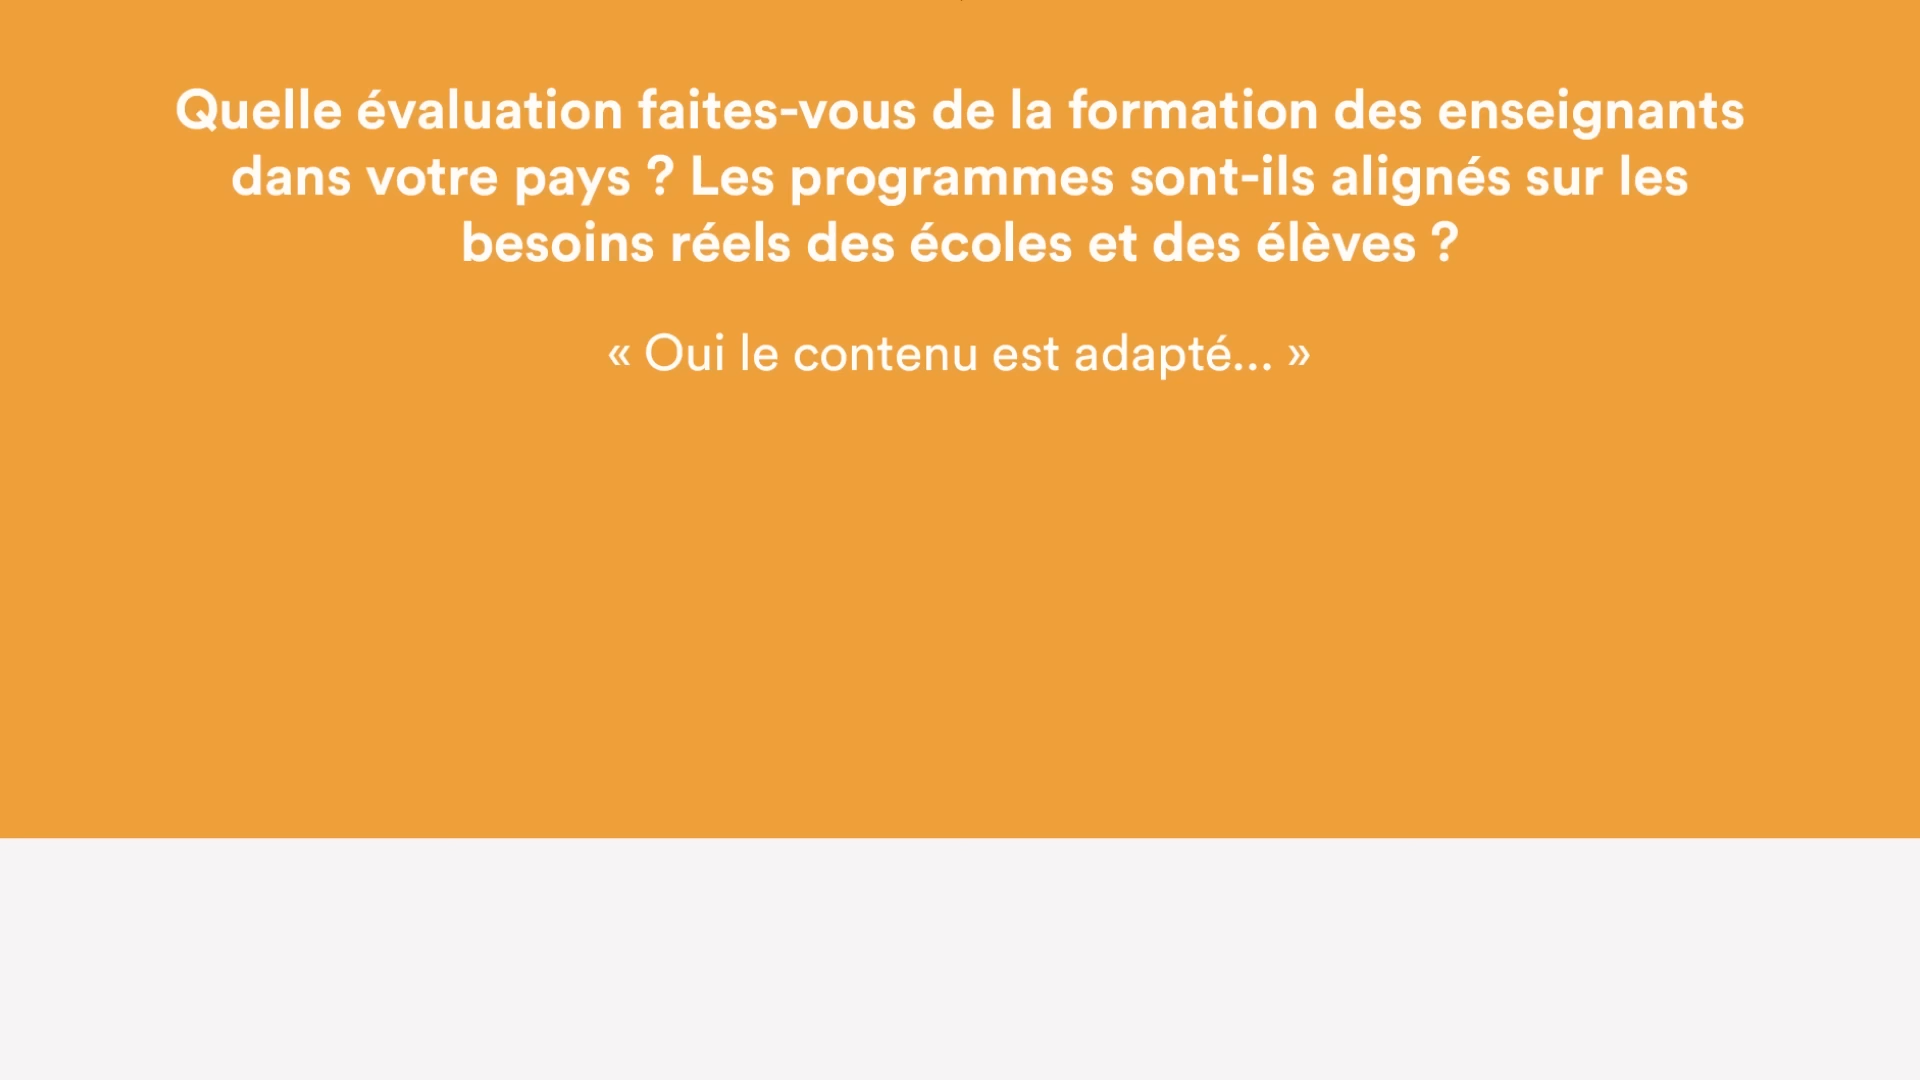 Quelle évaluation faites-vous de la formation des enseignants
dans votre pays ? Les programmes sont-ils alignés sur les
besoins réels des écoles et des élèves ?
« Oui le contenu est adapté... »